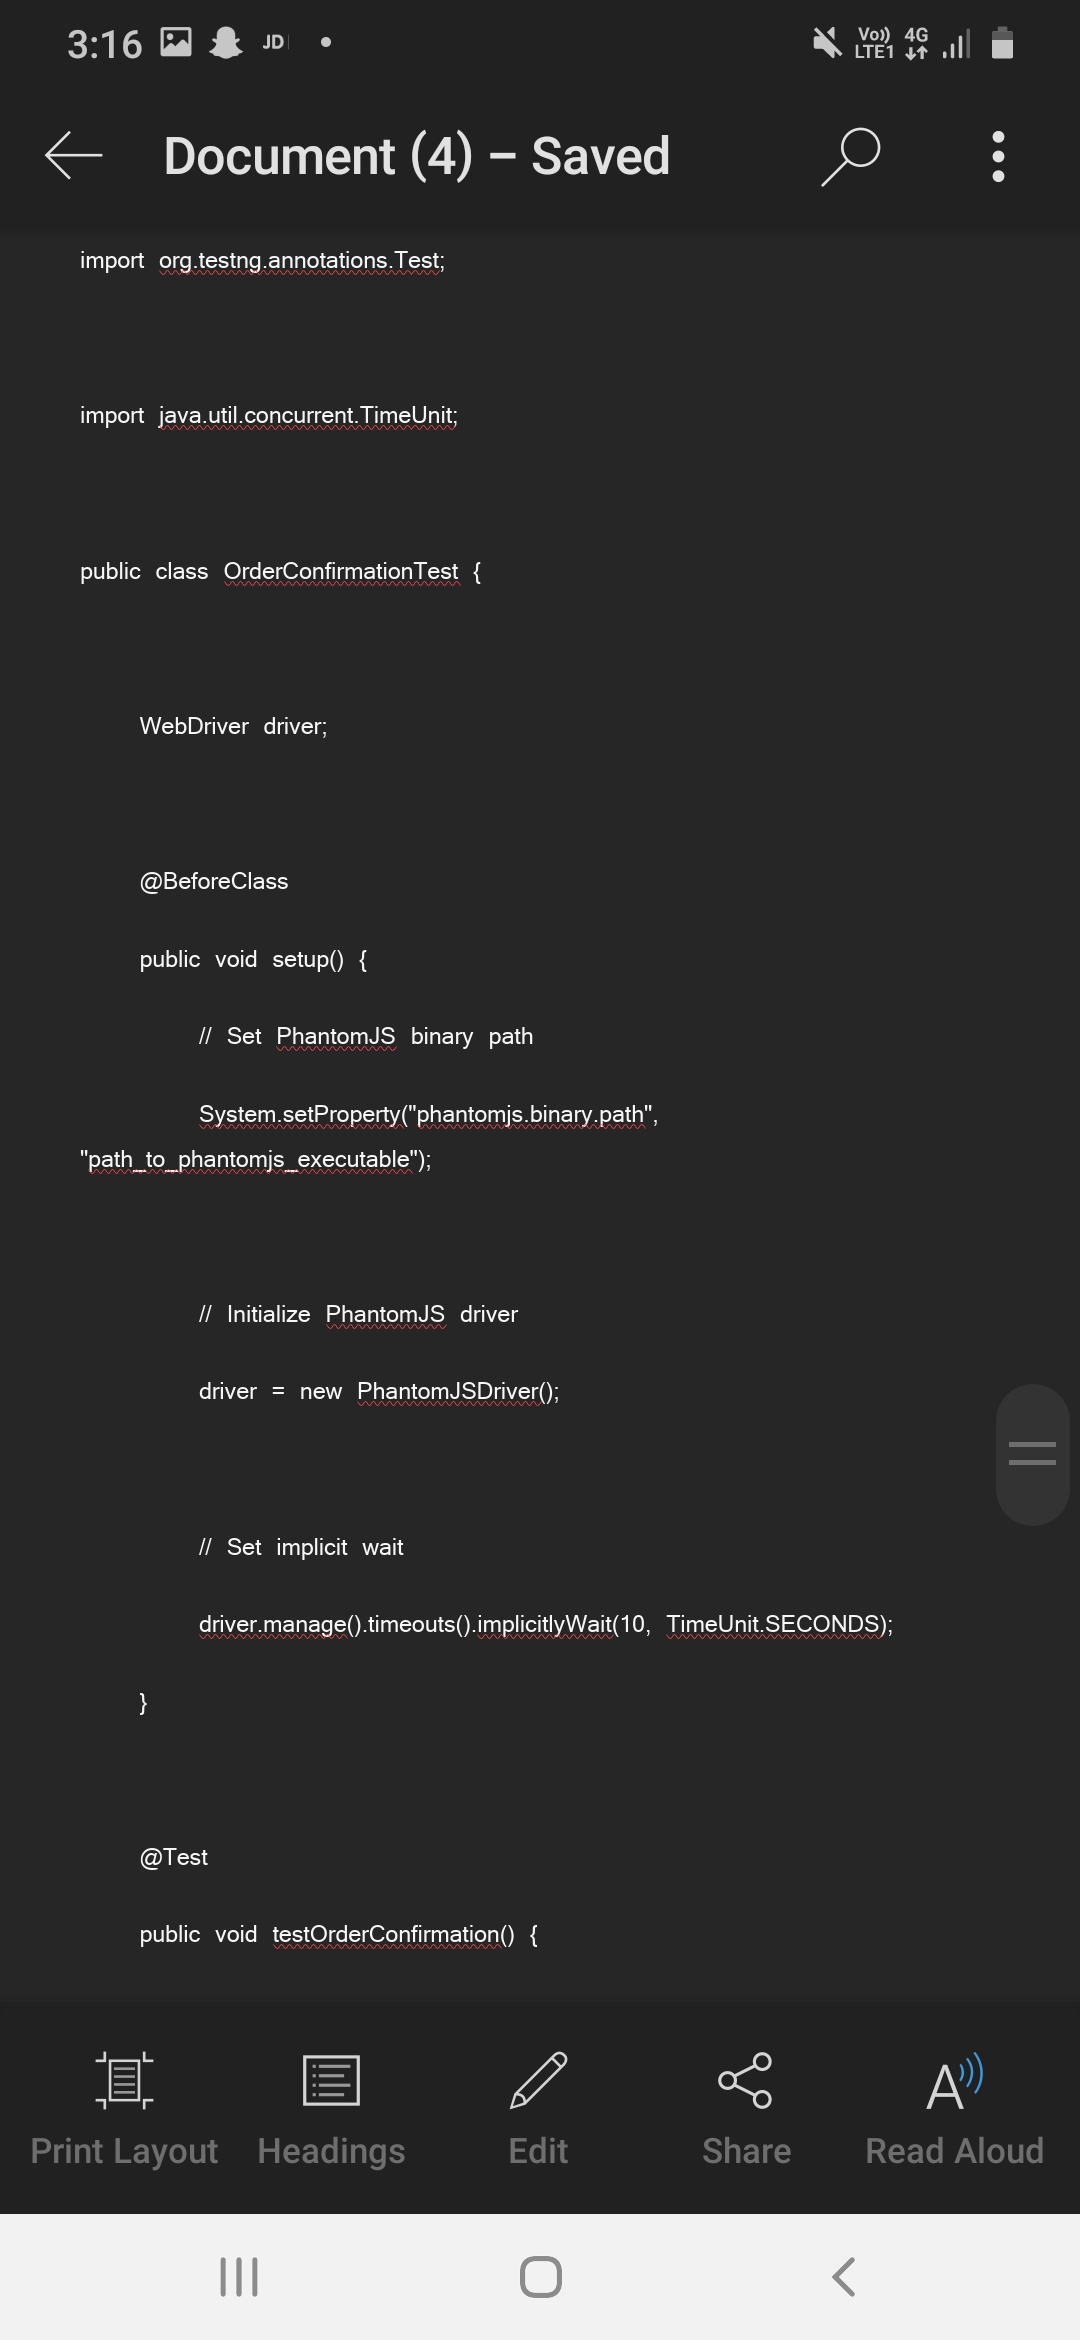 3:16 JD
Vo)) 4G
LTE1
Document (4) – Saved
import org.testng.annotations.Test;
import java.util.concurrent.TimeUnit;
public class OrderConfirmationTest {
WebDriver driver;
@BeforeClass
public void setup() {
// Set PhantomJS binary path
System.setProperty("phantomjs.binary.path",
"path_to_phantomjs_executable");
// Initialize PhantomJS driver
driver = new PhantomJSDriver();
// Set implicit wait
driver.manage().timeouts().implicitlyWait(10, TimeUnit.SECONDS);
}
@Test
public void testOrderConfirmation() {
Print Layout Headings Edit Share Read Aloud